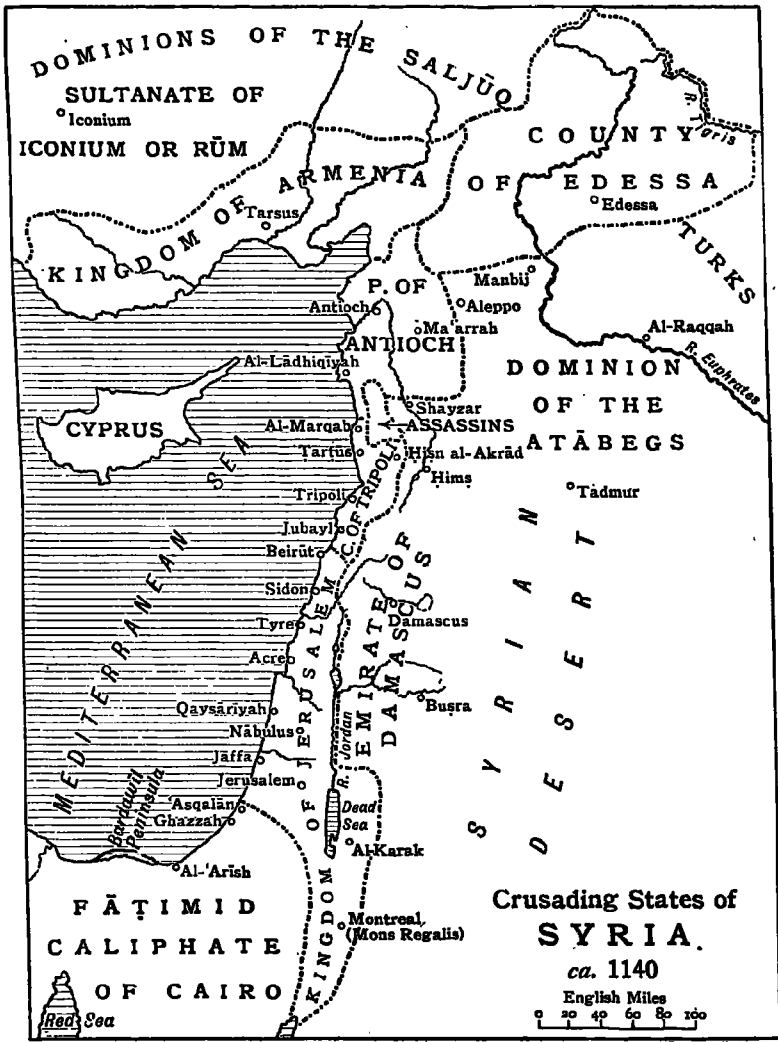 DOMINIONS OF THE SALJŪQ
SULTANATE OF
Iconium
ICONIUM OR RŪM
COUNTY
OF EDESSA
Edessa
R. Tigris
TURKS
KINGDOM OF ARMENIA
Tarsus
P. OF
ANTIOCH
Antioch
Manbij
Aleppo
Ma'arrah
Al-Raqqah
R. Euphrates
Al-Lādhiqīyah
DOMINION
OF THE
ATĀBEGS
CYPRUS
Shayzar
Al-Marqab
ASSASSINS
Tartūs
Ḥiṣn al-Akrād
Ḥimṣ
Tadmur
Tripoli
C. OF TRIPOLI
Jubayl
Beirūt
MEDITERRANEAN SEA
SYRIAN
DESERT
Sidon
EMIRATE OF
DAMASCUS
Damascus
Tyre
Acre
Buṣra
Qaysārīyah
Nābulus
R. Jordan
Jāffa
Jerusalem
'Asqalān
Ghazzah
Dead
Sea
Bardawīl
Peninsula
Al-'Arīsh
Al-Karak
KINGDOM OF JERUSALEM
Montreal,
(Mons Regalis)
FĀṬIMID
CALIPHATE
OF CAIRO
Red Sea
Crusading States of
SYRIA.
ca. 1140
English Miles
0 20 40 60 80 100